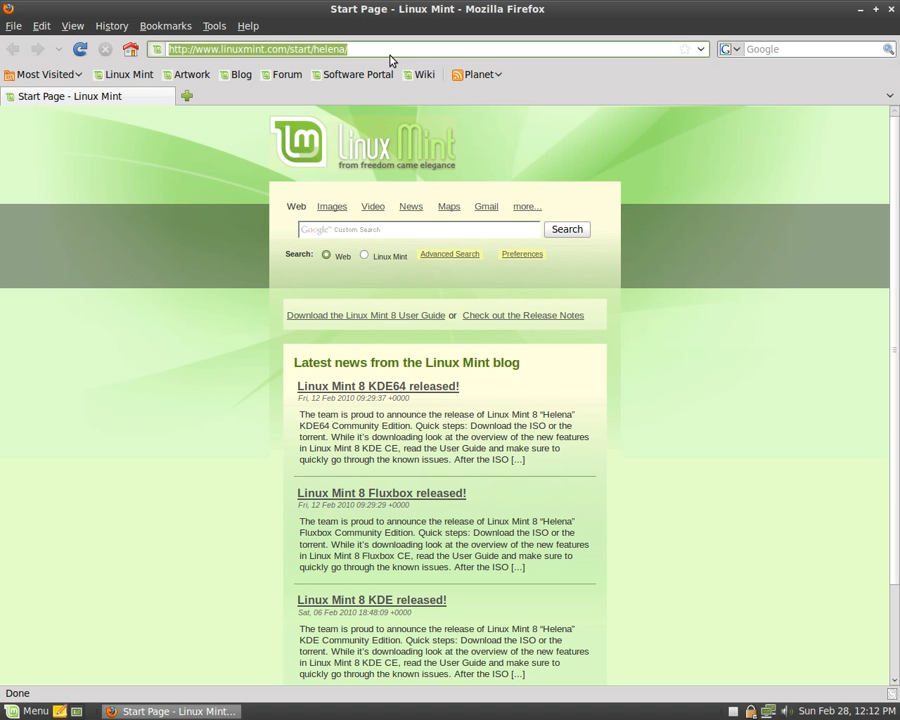 Start Page - Linux Mint - Mozilla Firefox
File Edit View History Bookmarks Tools Help
http://www.linuxmint.com/start/helena/
Google
Most Visited Linux Mint Artwork Blog Forum Software Portal Wiki Planet
Start Page - Linux Mint
Linux Mint
from freedom came elegance
Web Images Video News Maps Gmail more...
Google™ Custom Search Search
Search: Web Linux Mint Advanced Search Preferences
Download the Linux Mint 8 User Guide or Check out the Release Notes
Latest news from the Linux Mint blog
Linux Mint 8 KDE64 released!
Fri, 12 Feb 2010 09:29:37 +0000
The team is proud to announce the release of Linux Mint 8 “Helena”
KDE64 Community Edition. Quick steps: Download the ISO or the
torrent. While it’s downloading look at the overview of the new features
in Linux Mint 8 KDE CE, read the User Guide and make sure to
quickly go through the known issues. After the ISO [...]
Linux Mint 8 Fluxbox released!
Fri, 12 Feb 2010 09:29:29 +0000
The team is proud to announce the release of Linux Mint 8 “Helena”
Fluxbox Community Edition. Quick steps: Download the ISO or the
torrent. While it’s downloading look at the overview of the new features
in Linux Mint 8 Fluxbox CE, read the User Guide and make sure to
quickly go through the known issues. After the ISO [...]
Linux Mint 8 KDE released!
Sat, 06 Feb 2010 18:48:09 +0000
The team is proud to announce the release of Linux Mint 8 “Helena”
KDE Community Edition. Quick steps: Download the ISO or the
torrent. While it’s downloading look at the overview of the new features
in Linux Mint 8 KDE CE, read the User Guide and make sure to
quickly go through the known issues. After the ISO [...]
Done
Menu Start Page - Linux Mint... Sun Feb 28, 12:12 PM